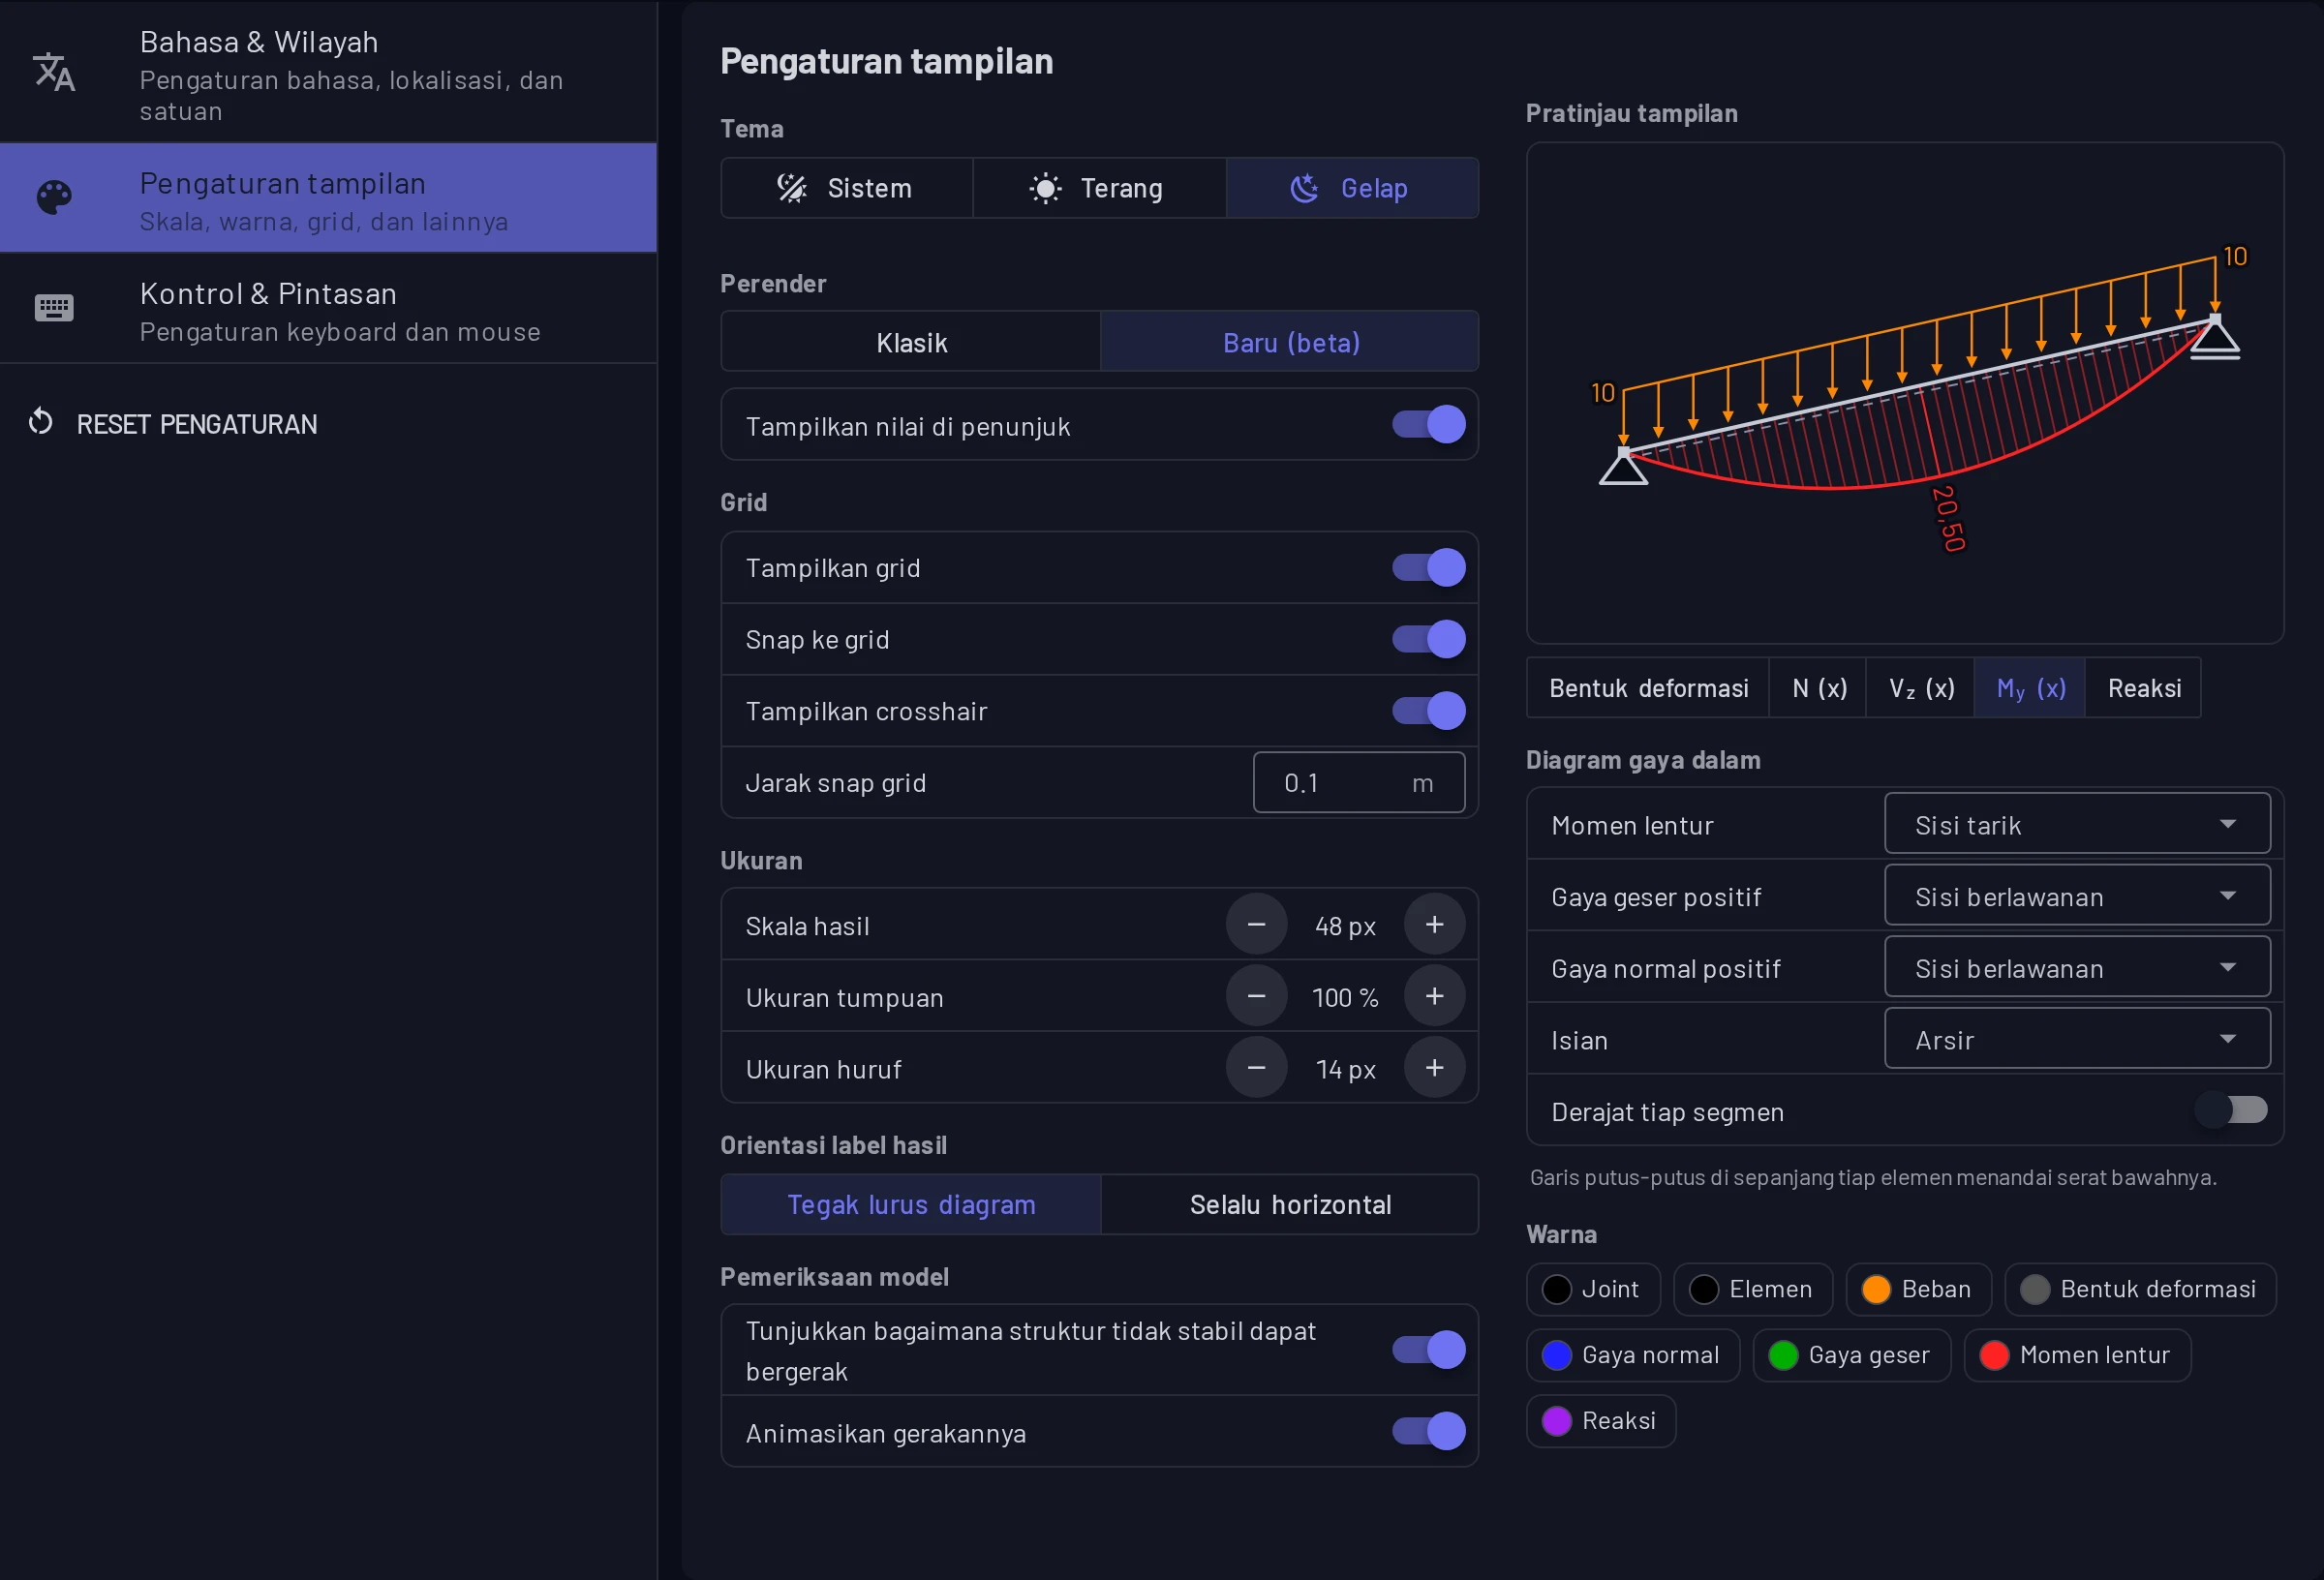 Bahasa & Wilayah
Pengaturan bahasa, lokalisasi, dan
satuan
Pengaturan tampilan
Skala, warna, grid, dan lainnya
Kontrol & Pintasan
Pengaturan keyboard dan mouse
RESET PENGATURAN
Pengaturan tampilan
Tema
Sistem
Terang
Gelap
Perender
Klasik
Baru (beta)
Tampilkan nilai di penunjuk
Grid
Tampilkan grid
Snap ke grid
Tampilkan crosshair
Jarak snap grid
0.1 m
Ukuran
Skala hasil
− 48 px +
Ukuran tumpuan
− 100 % +
Ukuran huruf
− 14 px +
Orientasi label hasil
Tegak lurus diagram
Selalu horizontal
Pemeriksaan model
Tunjukkan bagaimana struktur tidak stabil dapat
bergerak
Animasikan gerakannya
Pratinjau tampilan
10
10
20,50
Bentuk deformasi
N (x)
Vz (x)
My (x)
Reaksi
Diagram gaya dalam
Momen lentur
Sisi tarik
Gaya geser positif
Sisi berlawanan
Gaya normal positif
Sisi berlawanan
Isian
Arsir
Derajat tiap segmen
Garis putus-putus di sepanjang tiap elemen menandai serat bawahnya.
Warna
Joint
Elemen
Beban
Bentuk deformasi
Gaya normal
Gaya geser
Momen lentur
Reaksi